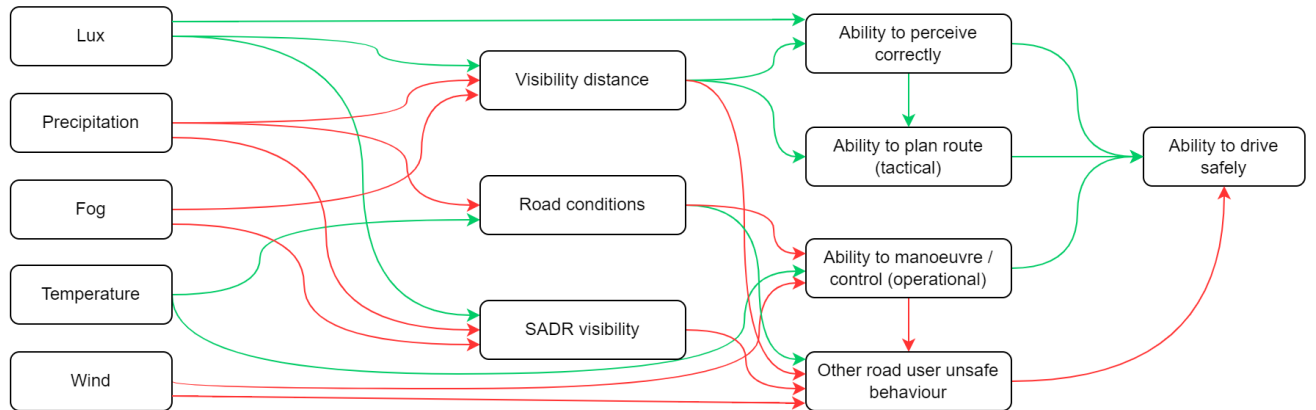 Lux
Precipitation
Fog
Temperature
Wind
Visibility distance
Road conditions
SADR visibility
Ability to perceive
correctly
Ability to plan route
(tactical)
Ability to manoeuvre /
control (operational)
Other road user unsafe
behaviour
Ability to drive
safely